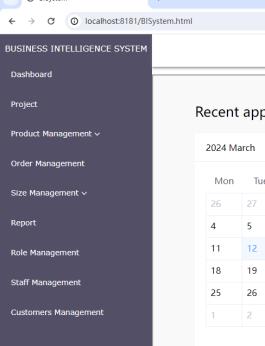 localhost:8181/BISystem.html
BUSINESS INTELLIGENCE SYSTEM
Dashboard
Project
Product Management
Order Management
Size Management
Report
Role Management
Staff Management
Customers Management
Recent app
2024 March
Mon Tue
26 27
4 5
11 12
18 19
25 26
1 2